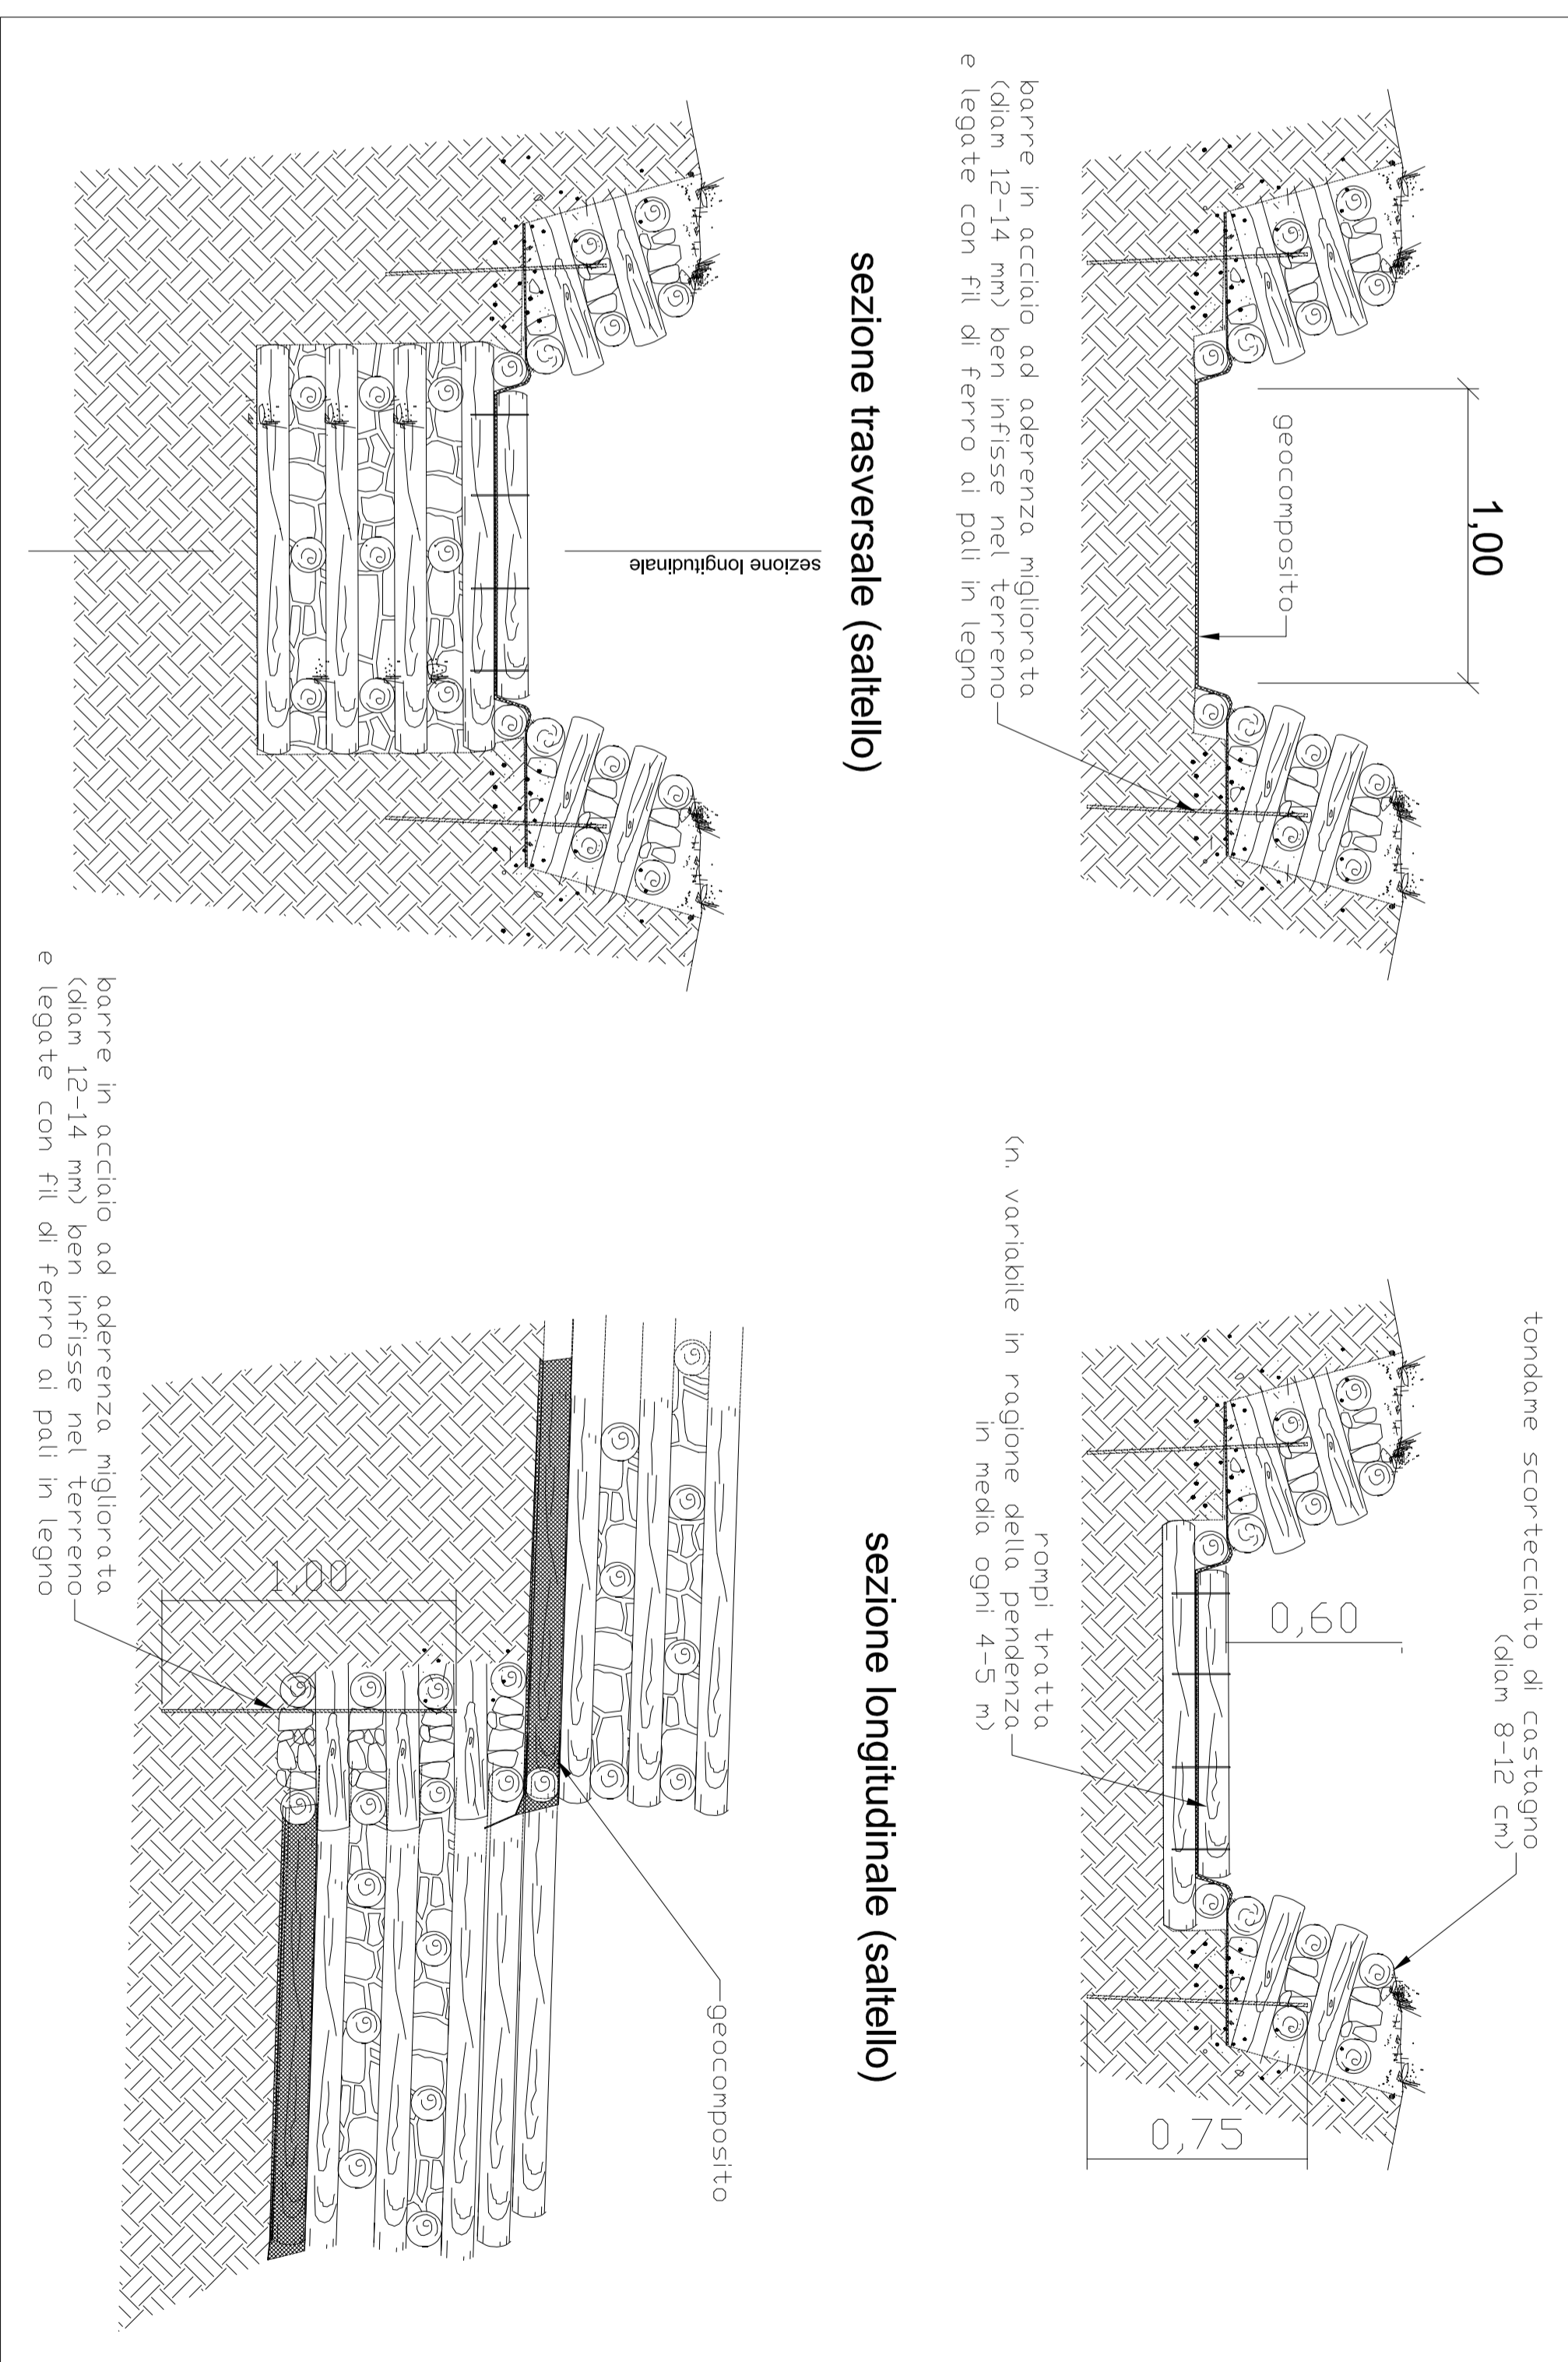 1,00
geocomposito
barre in acciaio ad aderenza migliorata
(diam 12-14 mm) ben infisse nel terreno
e legate con fil di ferro ai pali in legno
tondame scortecciato di castagno
(diam 8-12 cm)
0,60
0,75
rompi tratta
(n. variabile in ragione della pendenza
in media ogni 4-5 m)
sezione trasversale (saltello)
sezione longitudinale
sezione longitudinale (saltello)
geocomposito
1,00
barre in acciaio ad aderenza migliorata
(diam 12-14 mm) ben infisse nel terreno
e legate con fil di ferro ai pali in legno